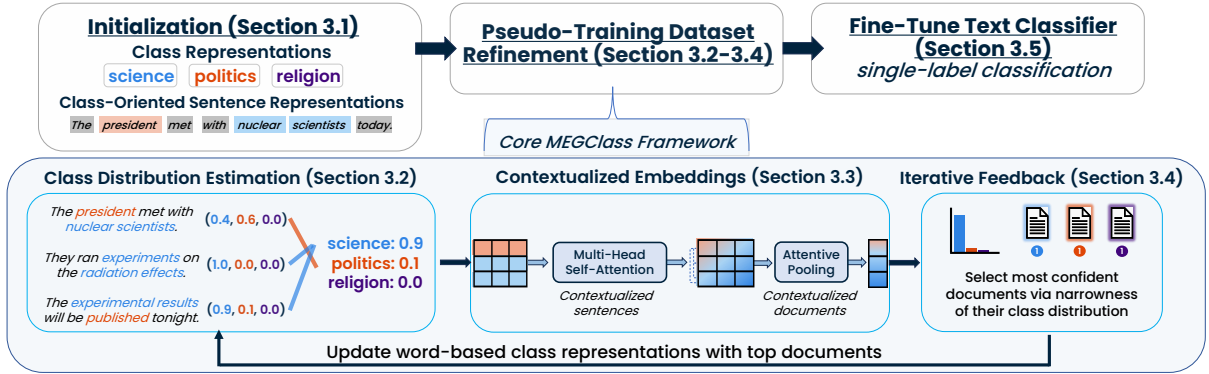 Initialization (Section 3.1)
Class Representations
science politics religion
Class-Oriented Sentence Representations
The president met with nuclear scientists today.
Pseudo-Training Dataset
Refinement (Section 3.2-3.4)
Fine-Tune Text Classifier
(Section 3.5)
single-label classification
Core MEGClass Framework
Class Distribution Estimation (Section 3.2)
The president met with
nuclear scientists.
(0.4, 0.6, 0.0)
They ran experiments on
the radiation effects.
(1.0, 0.0, 0.0)
The experimental results
will be published tonight.
(0.9, 0.1, 0.0)
science: 0.9
politics: 0.1
religion: 0.0
Contextualized Embeddings (Section 3.3)
Multi-Head
Self-Attention
Contextualized
sentences
Attentive
Pooling
Contextualized
documents
Iterative Feedback (Section 3.4)
1 1 1
Select most confident
documents via narrowness
of their class distribution
Update word-based class representations with top documents